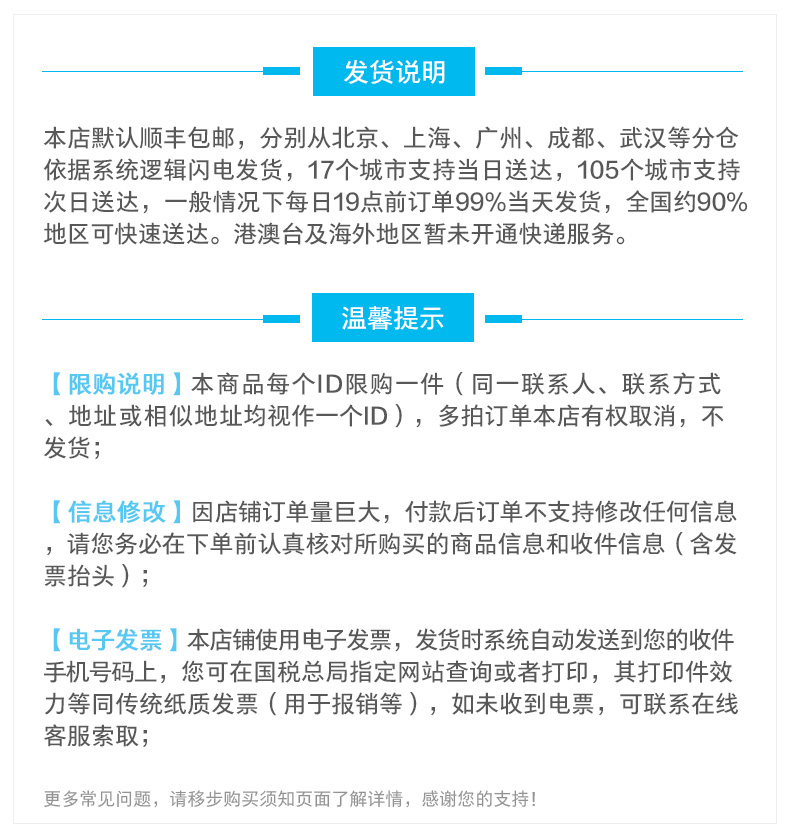 发货说明
本店默认顺丰包邮，分别从北京、上海、广州、成都、武汉等分仓
依据系统逻辑闪电发货，17个城市支持当日送达，105个城市支持
次日送达，一般情况下每日19点前订单99%当天发货，全国约90%
地区可快速送达。港澳台及海外地区暂未开通快递服务。
温馨提示
【限购说明】本商品每个ID限购一件（同一联系人、联系方式
、地址或相似地址均视作一个ID），多拍订单本店有权取消，不
发货；
【信息修改】因店铺订单量巨大，付款后订单不支持修改任何信息
，请您务必在下单前认真核对所购买的商品信息和收件信息（含发
票抬头）；
【电子发票】本店铺使用电子发票，发货时系统自动发送到您的收件
手机号码上，您可在国税总局指定网站查询或者打印，其打印件效
力等同传统纸质发票（用于报销等），如未收到电票，可联系在线
客服索取；
更多常见问题，请移步购买须知页面了解详情，感谢您的支持！